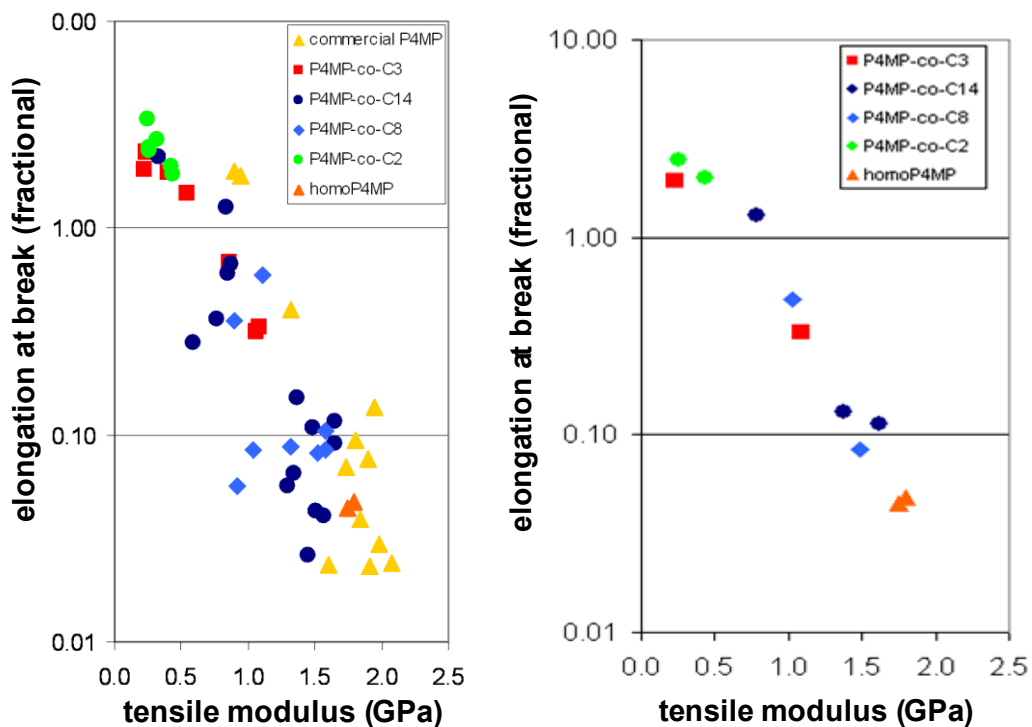 elongation at break (fractional)
0.00
1.00
0.10
0.01
commercial P4MP
P4MP-co-C3
P4MP-co-C14
P4MP-co-C8
P4MP-co-C2
homoP4MP
0.0 0.5 1.0 1.5 2.0 2.5
tensile modulus (GPa)
elongation at break (fractional)
10.00
1.00
0.10
0.01
P4MP-co-C3
P4MP-co-C14
P4MP-co-C8
P4MP-co-C2
homoP4MP
0.0 0.5 1.0 1.5 2.0 2.5
tensile modulus (GPa)